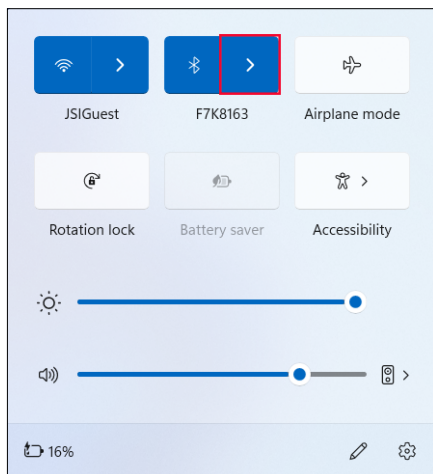 JSIGuest F7K8163 Airplane mode
Rotation lock Battery saver Accessibility
16%